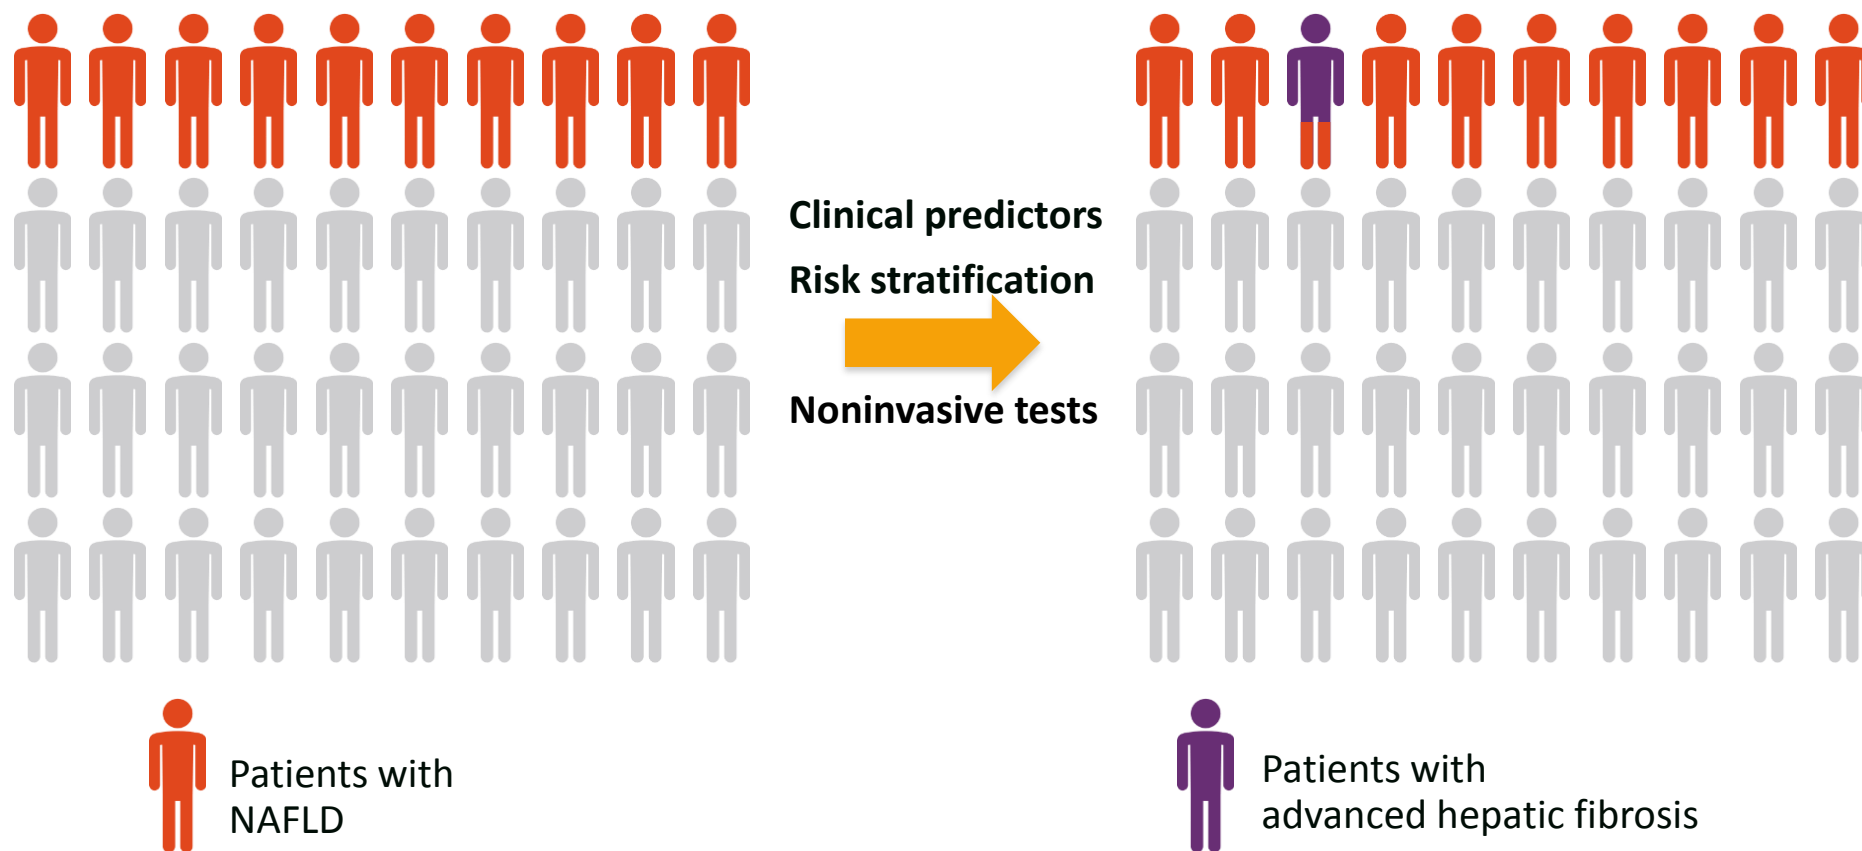 Clinical predictors
Risk stratification
Noninvasive tests
Patients with
NAFLD
Patients with
advanced hepatic fibrosis